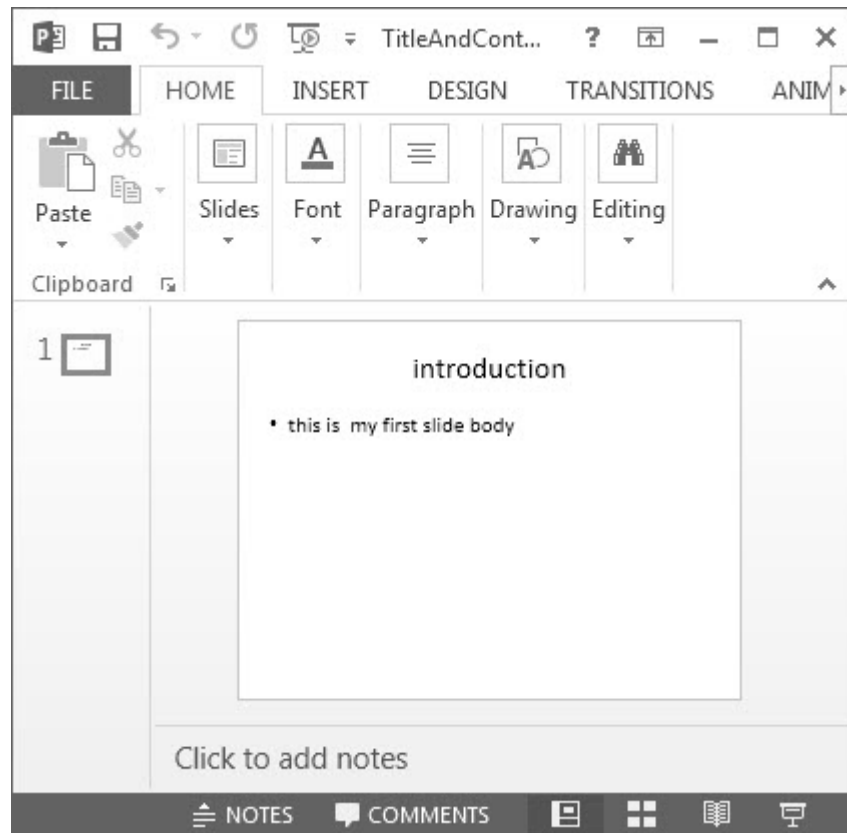 TitleAndCont... ?
FILE HOME INSERT DESIGN TRANSITIONS ANIM
Paste Slides Font Paragraph Drawing Editing
Clipboard
1
introduction
• this is  my first slide body
Click to add notes
NOTES COMMENTS